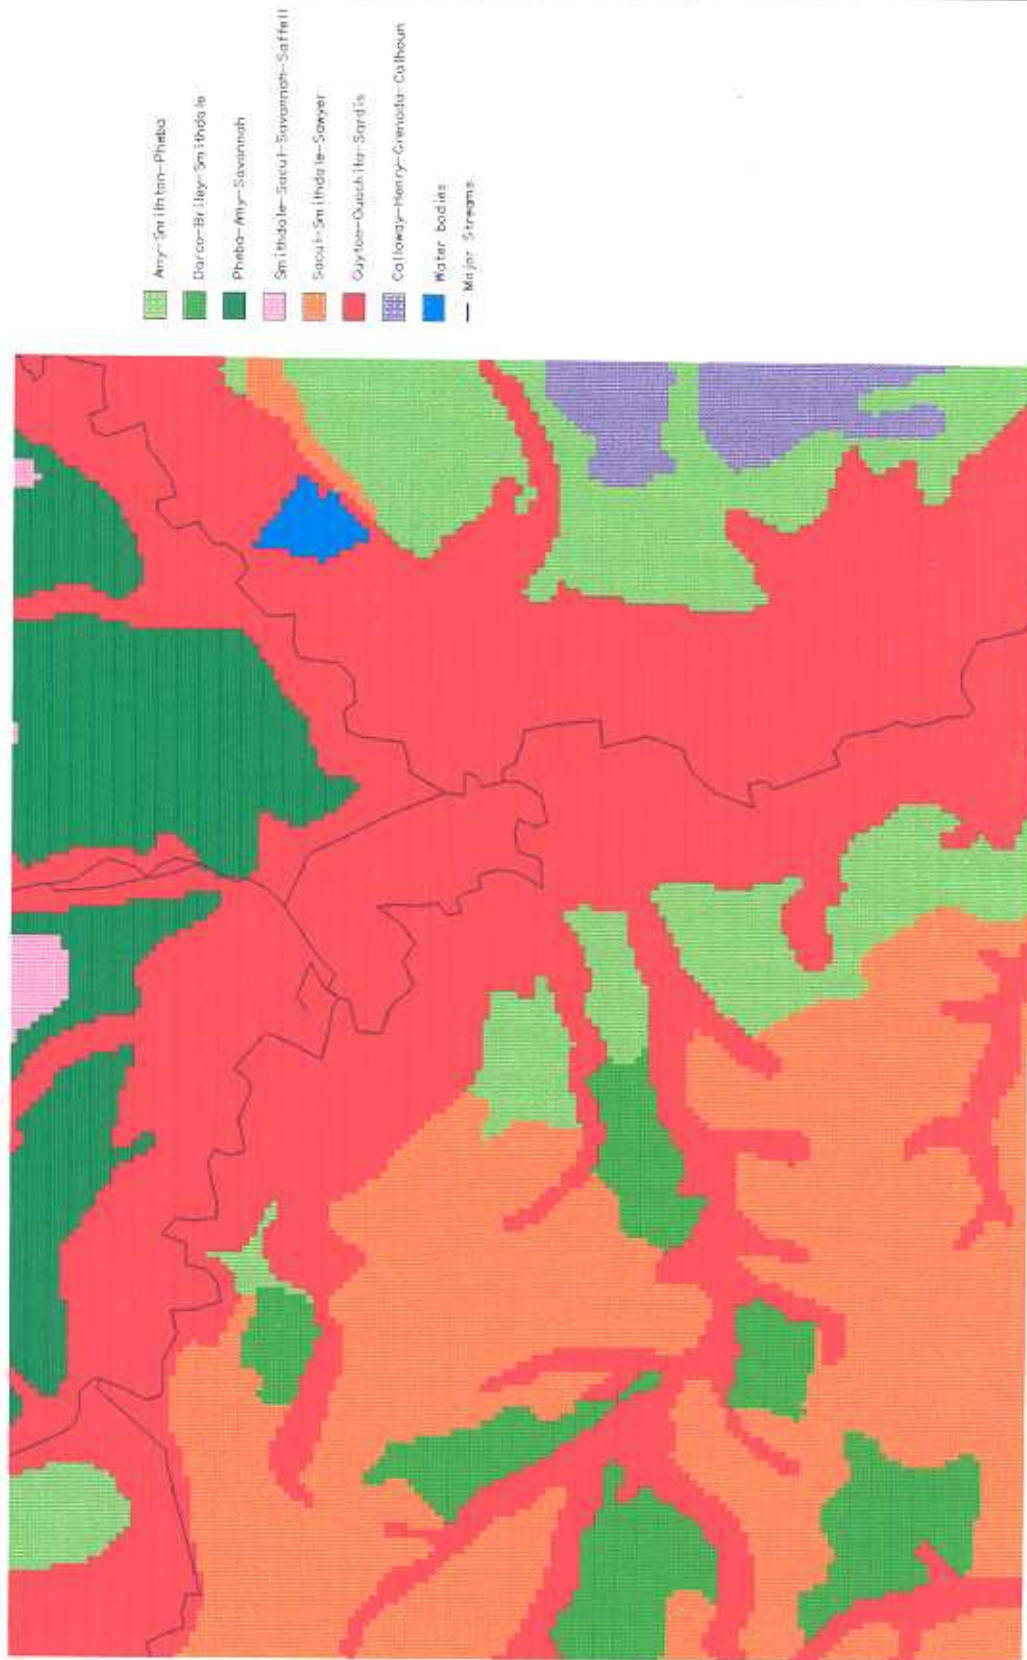 Amy-Smithton-Pheba
Darco-Briley-Smithdale
Pheba-Amy-Savannah
Smithdale-Sacul-Savannah-Saffell
Sacul-Smithdale-Sawyer
Guyton-Ouachita-Sardis
Calloway-Henry-Grenada-Calhoun
Water bodies
Major Streams